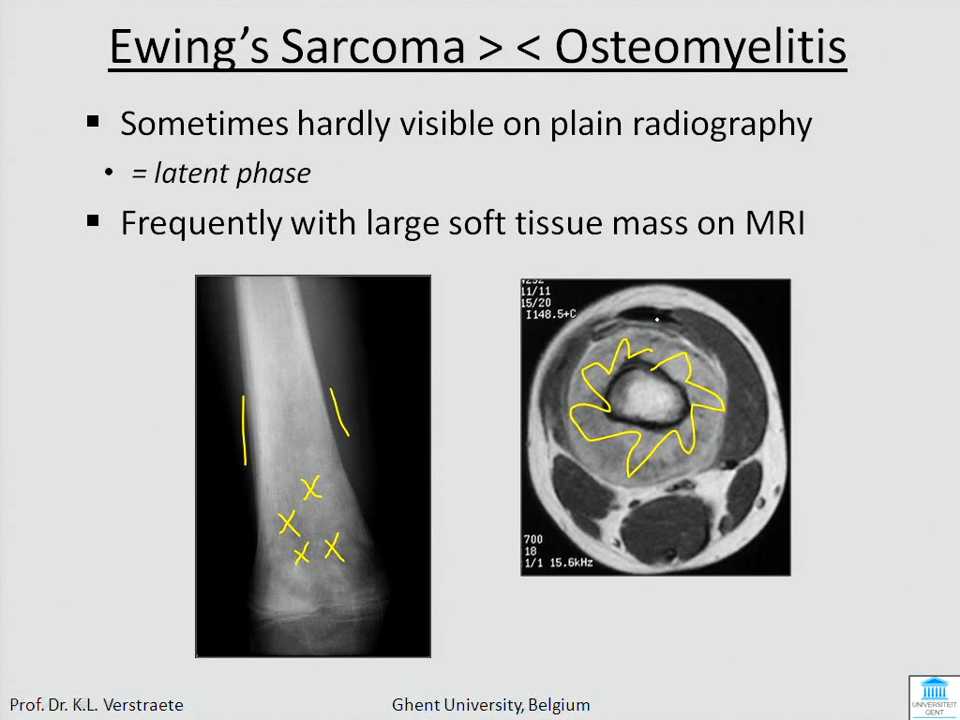 Ewing’s Sarcoma > < Osteomyelitis
▪ Sometimes hardly visible on plain radiography
• = latent phase
▪ Frequently with large soft tissue mass on MRI
11/11
15/20
I148.5+C
700
18
1/1 15.6kHz
Prof. Dr. K.L. Verstraete
Ghent University, Belgium
UNIVERSITEIT
GENT